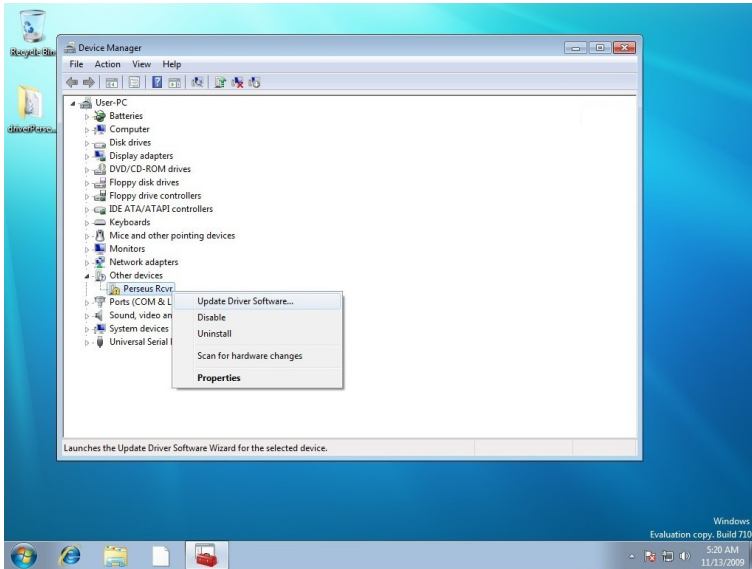 Recycle Bin
driverPerse...
Device Manager
File Action View Help
User-PC
Batteries
Computer
Disk drives
Display adapters
DVD/CD-ROM drives
Floppy disk drives
Floppy drive controllers
IDE ATA/ATAPI controllers
Keyboards
Mice and other pointing devices
Monitors
Network adapters
Other devices
Perseus Rcvr
Ports (COM & L
Sound, video an
System devices
Universal Serial
Update Driver Software...
Disable
Uninstall
Scan for hardware changes
Properties
Launches the Update Driver Software Wizard for the selected device.
Windows
Evaluation copy. Build 710
5:20 AM
11/13/2009